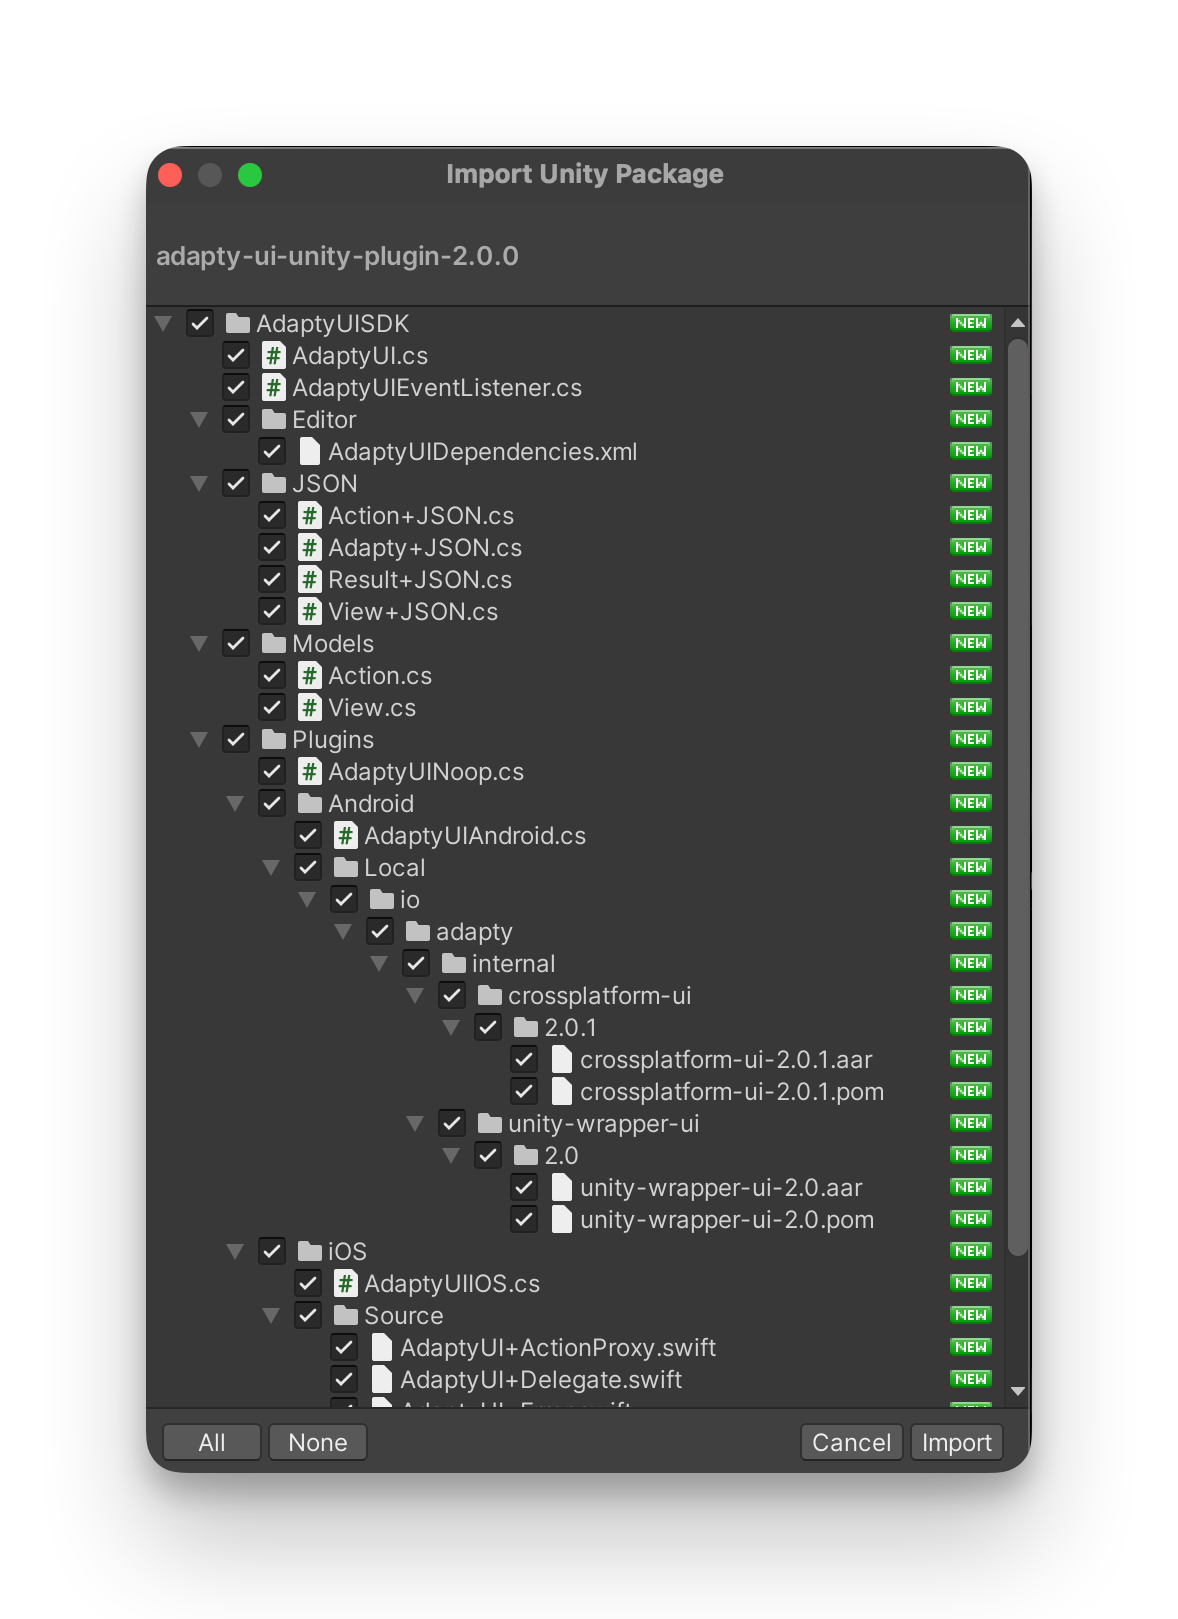 Import Unity Package
adapty-ui-unity-plugin-2.0.0
AdaptyUISDK NEW
AdaptyUI.cs NEW
AdaptyUIEventListener.cs NEW
Editor NEW
AdaptyUIDependencies.xml NEW
JSON NEW
Action+JSON.cs NEW
Adapty+JSON.cs NEW
Result+JSON.cs NEW
View+JSON.cs NEW
Models NEW
Action.cs NEW
View.cs NEW
Plugins NEW
AdaptyUINoop.cs NEW
Android NEW
AdaptyUIAndroid.cs NEW
Local NEW
io NEW
adapty NEW
internal NEW
crossplatform-ui NEW
2.0.1 NEW
crossplatform-ui-2.0.1.aar NEW
crossplatform-ui-2.0.1.pom NEW
unity-wrapper-ui NEW
2.0 NEW
unity-wrapper-ui-2.0.aar NEW
unity-wrapper-ui-2.0.pom NEW
iOS NEW
AdaptyUIIOS.cs NEW
Source NEW
AdaptyUI+ActionProxy.swift NEW
AdaptyUI+Delegate.swift NEW
All None Cancel Import